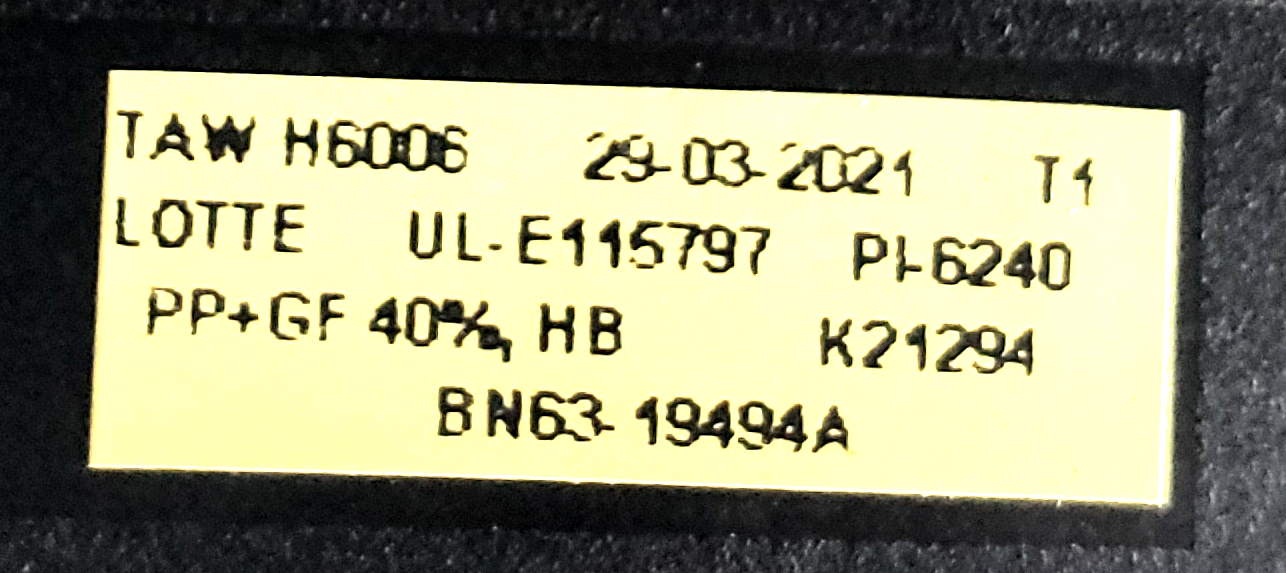 TAW H6006 29-03-2021 T1
LOTTE UL-E115797 PI-6240
PP+GF 40%, HB K21294
BN63-19494A